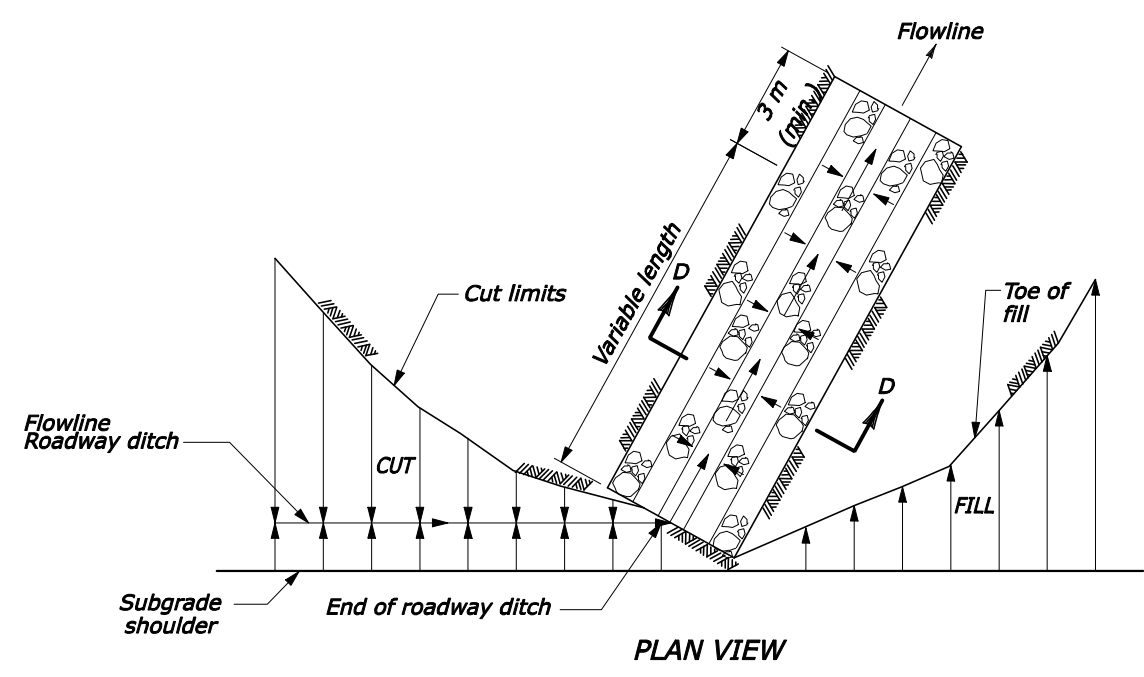 Flowline
3 m
(min.)
Variable length
D
Cut limits
Toe of
fill
D
Flowline
Roadway ditch
CUT
FILL
Subgrade
shoulder
End of roadway ditch
PLAN VIEW